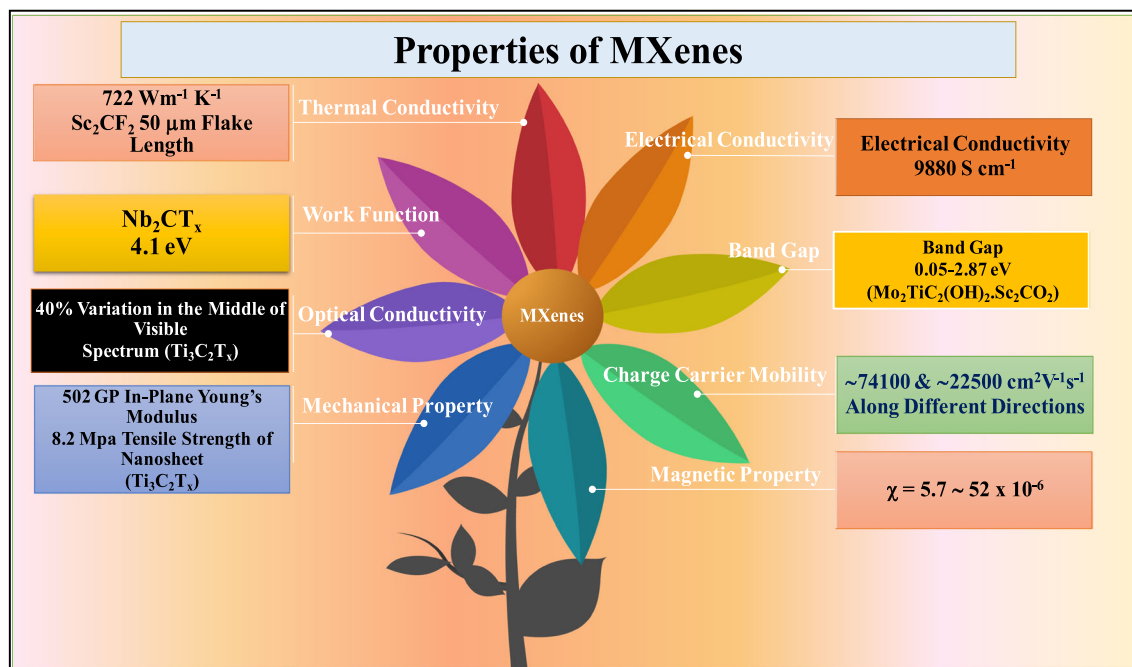 Properties of MXenes
722 Wm⁻¹ K⁻¹
Sc₂CF₂ 50 μm Flake
Length
Thermal Conductivity
Nb₂CTₓ
4.1 eV
Work Function
40% Variation in the Middle of
Visible
Spectrum (Ti₃C₂Tₓ)
Optical Conductivity
502 GP In-Plane Young's
Modulus
8.2 Mpa Tensile Strength of
Nanosheet
(Ti₃C₂Tₓ)
Mechanical Property
MXenes
Electrical Conductivity
Electrical Conductivity
9880 S cm⁻¹
Band Gap
Band Gap
0.05–2.87 eV
(Mo₂TiC₂(OH)₂.Sc₂CO₂)
Charge Carrier Mobility
~74100 & ~22500 cm²V⁻¹s⁻¹
Along Different Directions
Magnetic Property
χ = 5.7 ~ 52 x 10⁻⁶